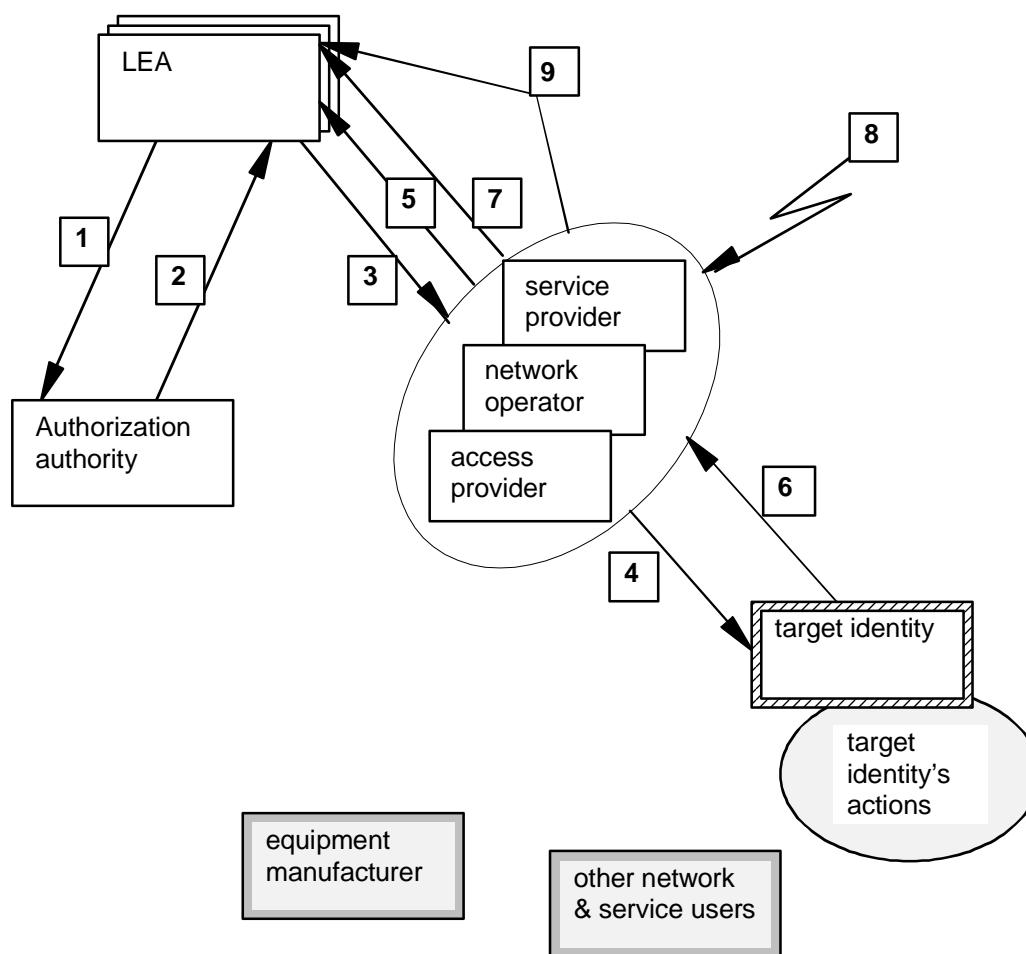 LEA
9
8
5
7
1
2
3
service
provider
network
operator
Authorization
authority
access
provider
6
4
target identity
target
identity's
actions
equipment
manufacturer
other network
& service users